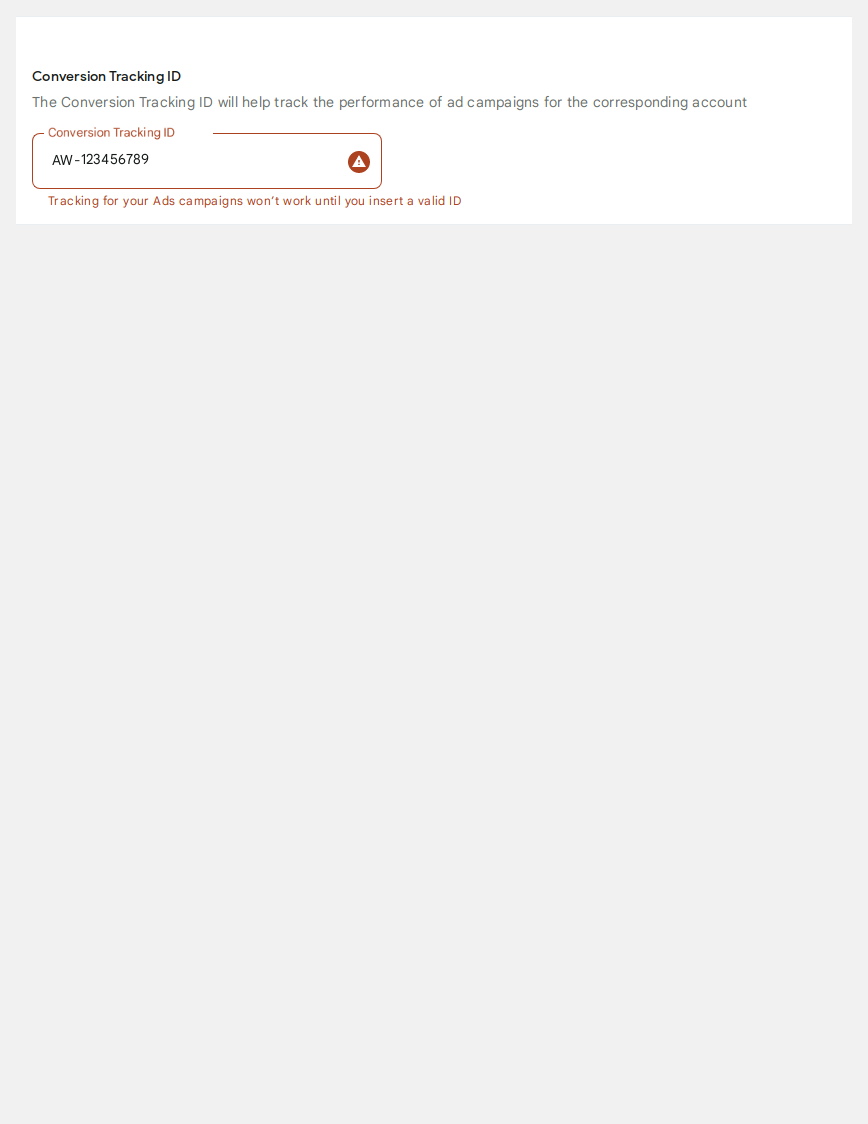 Conversion Tracking ID
The Conversion Tracking ID will help track the performance of ad campaigns for the corresponding account
Conversion Tracking ID
AW-123456789
Tracking for your Ads campaigns won’t work until you insert a valid ID